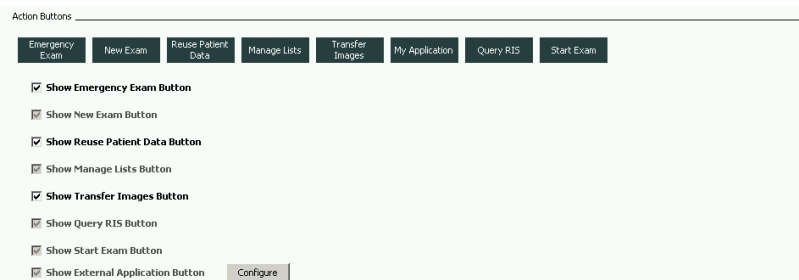 Action Buttons
Emergency Exam
New Exam
Reuse Patient Data
Manage Lists
Transfer Images
My Application
Query RIS
Start Exam
Show Emergency Exam Button
Show New Exam Button
Show Reuse Patient Data Button
Show Manage Lists Button
Show Transfer Images Button
Show Query RIS Button
Show Start Exam Button
Show External Application Button
Configure